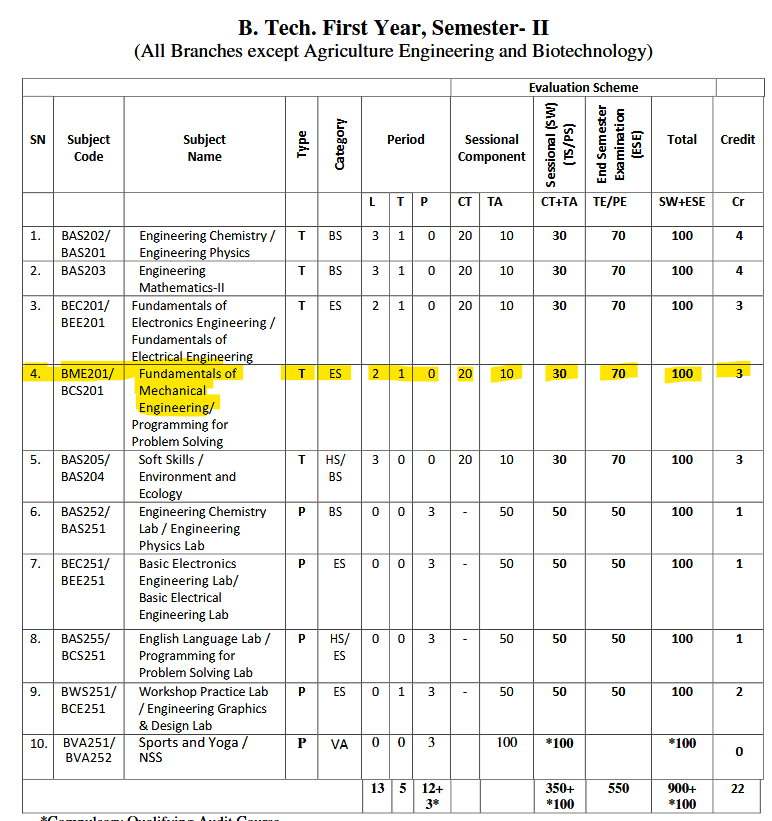 B. Tech. First Year, Semester- II
(All Branches except Agriculture Engineering and Biotechnology)
Evaluation Scheme
SN Subject Code Subject Name Type Category Period Sessional Component Sessional (SW) (TS/PS) End Semester Examination (ESE) Total Credit
L T P CT TA CT+TA TE/PE SW+ESE Cr
1. BAS202/ Engineering Chemistry / T BS 3 1 0 20 10 30 70 100 4
BAS201 Engineering Physics
2. BAS203 Engineering T BS 3 1 0 20 10 30 70 100 4
Mathematics-II
3. BEC201/ Fundamentals of T ES 2 1 0 20 10 30 70 100 3
BEE201 Electronics Engineering /
Fundamentals of
Electrical Engineering
4. BME201/ Fundamentals of T ES 2 1 0 20 10 30 70 100 3
BCS201 Mechanical
Engineering/
Programming for
Problem Solving
5. BAS205/ Soft Skills / T HS/ 3 0 0 20 10 30 70 100 3
BAS204 Environment and BS
Ecology
6. BAS252/ Engineering Chemistry P BS 0 0 3 - 50 50 50 100 1
BAS251 Lab / Engineering
Physics Lab
7. BEC251/ Basic Electronics P ES 0 0 3 - 50 50 50 100 1
BEE251 Engineering Lab/
Basic Electrical
Engineering Lab
8. BAS255/ English Language Lab / P HS/ 0 0 3 - 50 50 50 100 1
BCS251 Programming for ES
Problem Solving Lab
9. BWS251/ Workshop Practice Lab P ES 0 1 3 - 50 50 50 100 2
BCE251 / Engineering Graphics
& Design Lab
10. BVA251/ Sports and Yoga / P VA 0 0 3 100 *100 *100 0
BVA252 NSS
13 5 12+ 350+ 550 900+ 22
3* *100 *100
*Compulsory Qualifying Audit Course